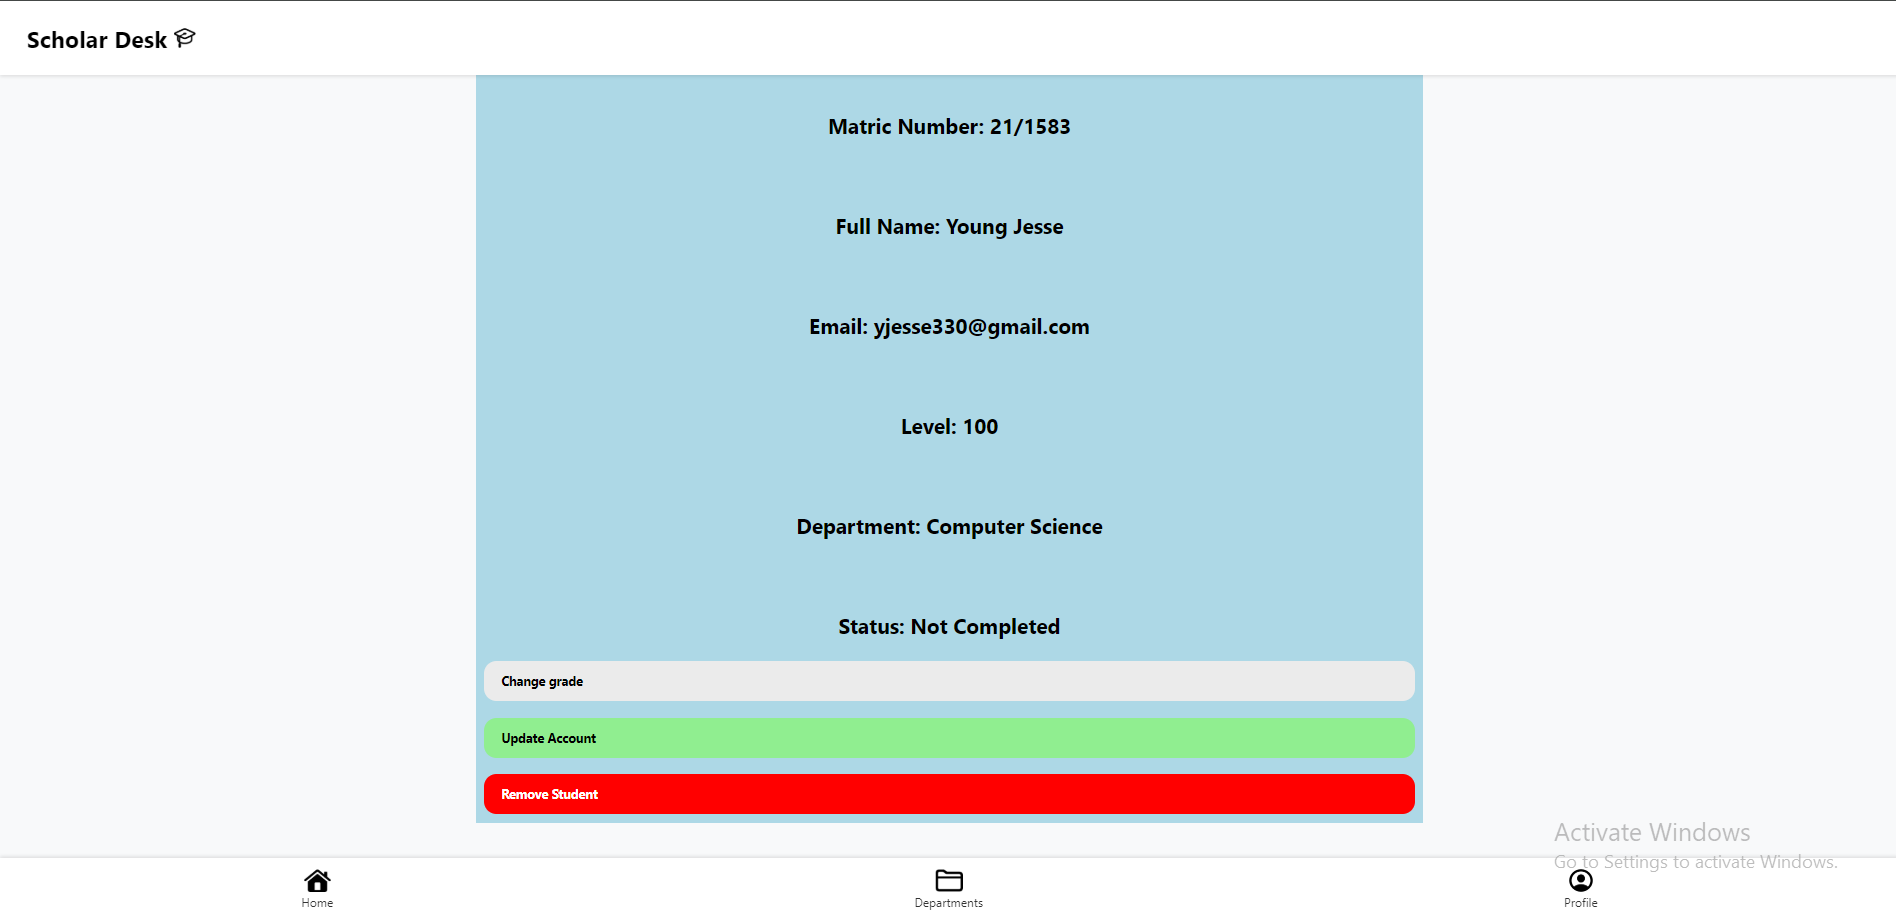 Scholar Desk
Matric Number: 21/1583
Full Name: Young Jesse
Email: yjesse330@gmail.com
Level: 100
Department: Computer Science
Status: Not Completed
Change grade
Update Account
Remove Student
Activate Windows
Go to Settings to activate Windows.
Home
Departments
Profile